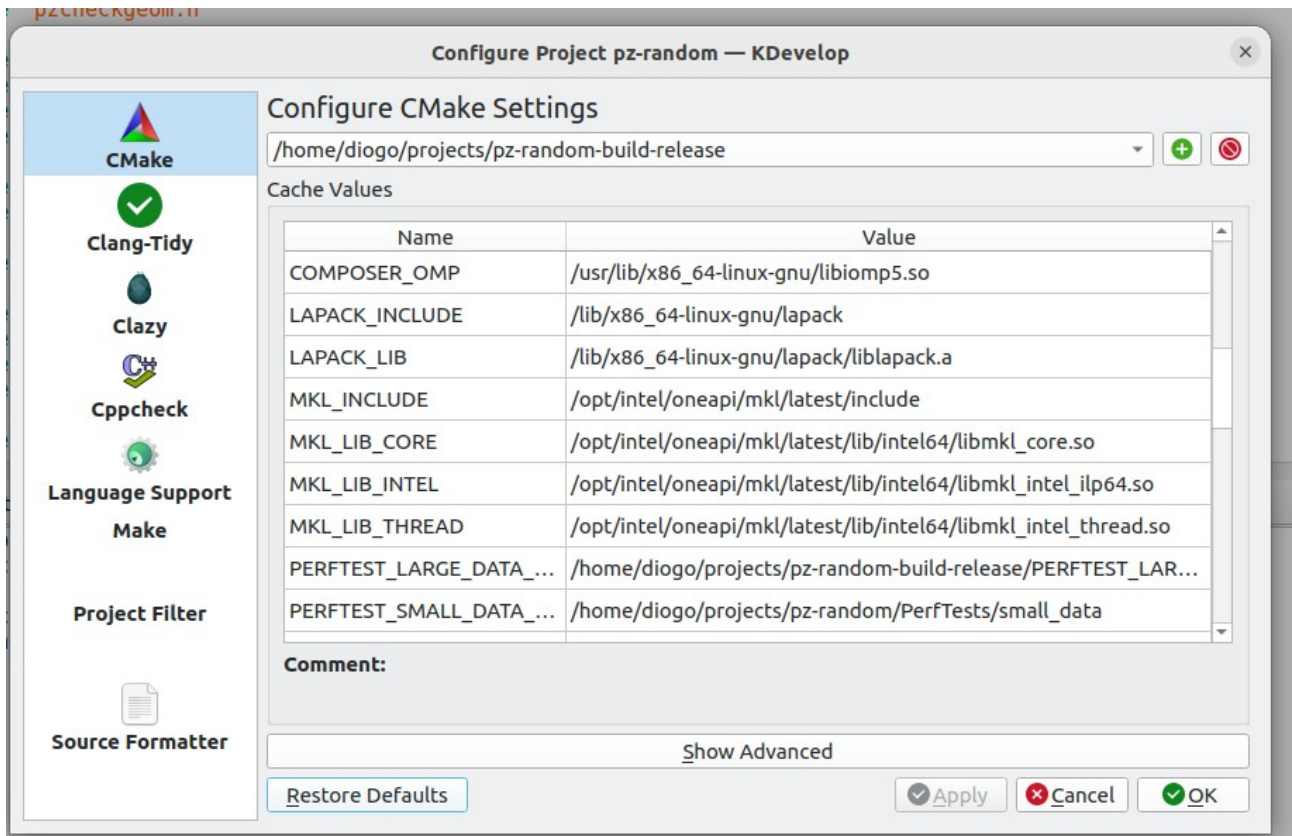 pzcheckgeom.h
Configure Project pz-random — KDevelop
CMake
Clang-Tidy
Clazy
Cppcheck
Language Support
Make
Project Filter
Source Formatter
Configure CMake Settings
/home/diogo/projects/pz-random-build-release
Cache Values
Name Value
COMPOSER_OMP /usr/lib/x86_64-linux-gnu/libiomp5.so
LAPACK_INCLUDE /lib/x86_64-linux-gnu/lapack
LAPACK_LIB /lib/x86_64-linux-gnu/lapack/liblapack.a
MKL_INCLUDE /opt/intel/oneapi/mkl/latest/include
MKL_LIB_CORE /opt/intel/oneapi/mkl/latest/lib/intel64/libmkl_core.so
MKL_LIB_INTEL /opt/intel/oneapi/mkl/latest/lib/intel64/libmkl_intel_ilp64.so
MKL_LIB_THREAD /opt/intel/oneapi/mkl/latest/lib/intel64/libmkl_intel_thread.so
PERFTEST_LARGE_DATA_... /home/diogo/projects/pz-random-build-release/PERFTEST_LAR...
PERFTEST_SMALL_DATA_... /home/diogo/projects/pz-random/PerfTests/small_data
Comment:
Show Advanced
Restore Defaults Apply Cancel OK